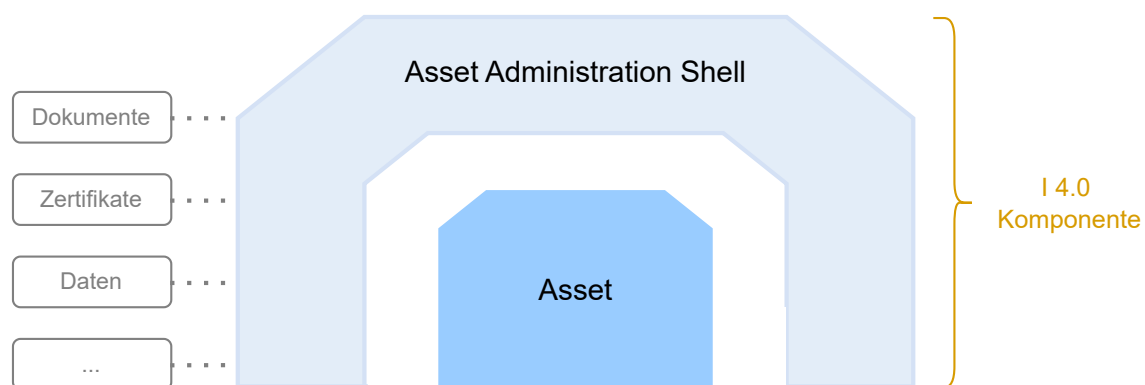 Asset Administration Shell
Dokumente
Zertifikate
Daten
...
Asset
I 4.0
Komponente